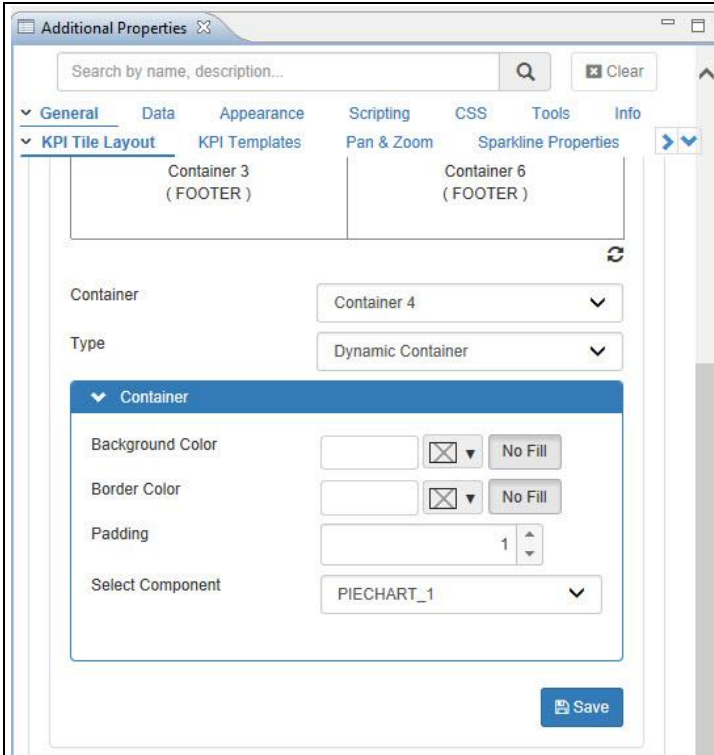 Additional Properties
Search by name, description...
Clear
General Data Appearance Scripting CSS Tools Info
KPI Tile Layout KPI Templates Pan & Zoom Sparkline Properties
Container 3 Container 6
( FOOTER ) ( FOOTER )
Container Container 4
Type Dynamic Container
Container
Background Color No Fill
Border Color No Fill
Padding 1
Select Component PIECHART_1
Save